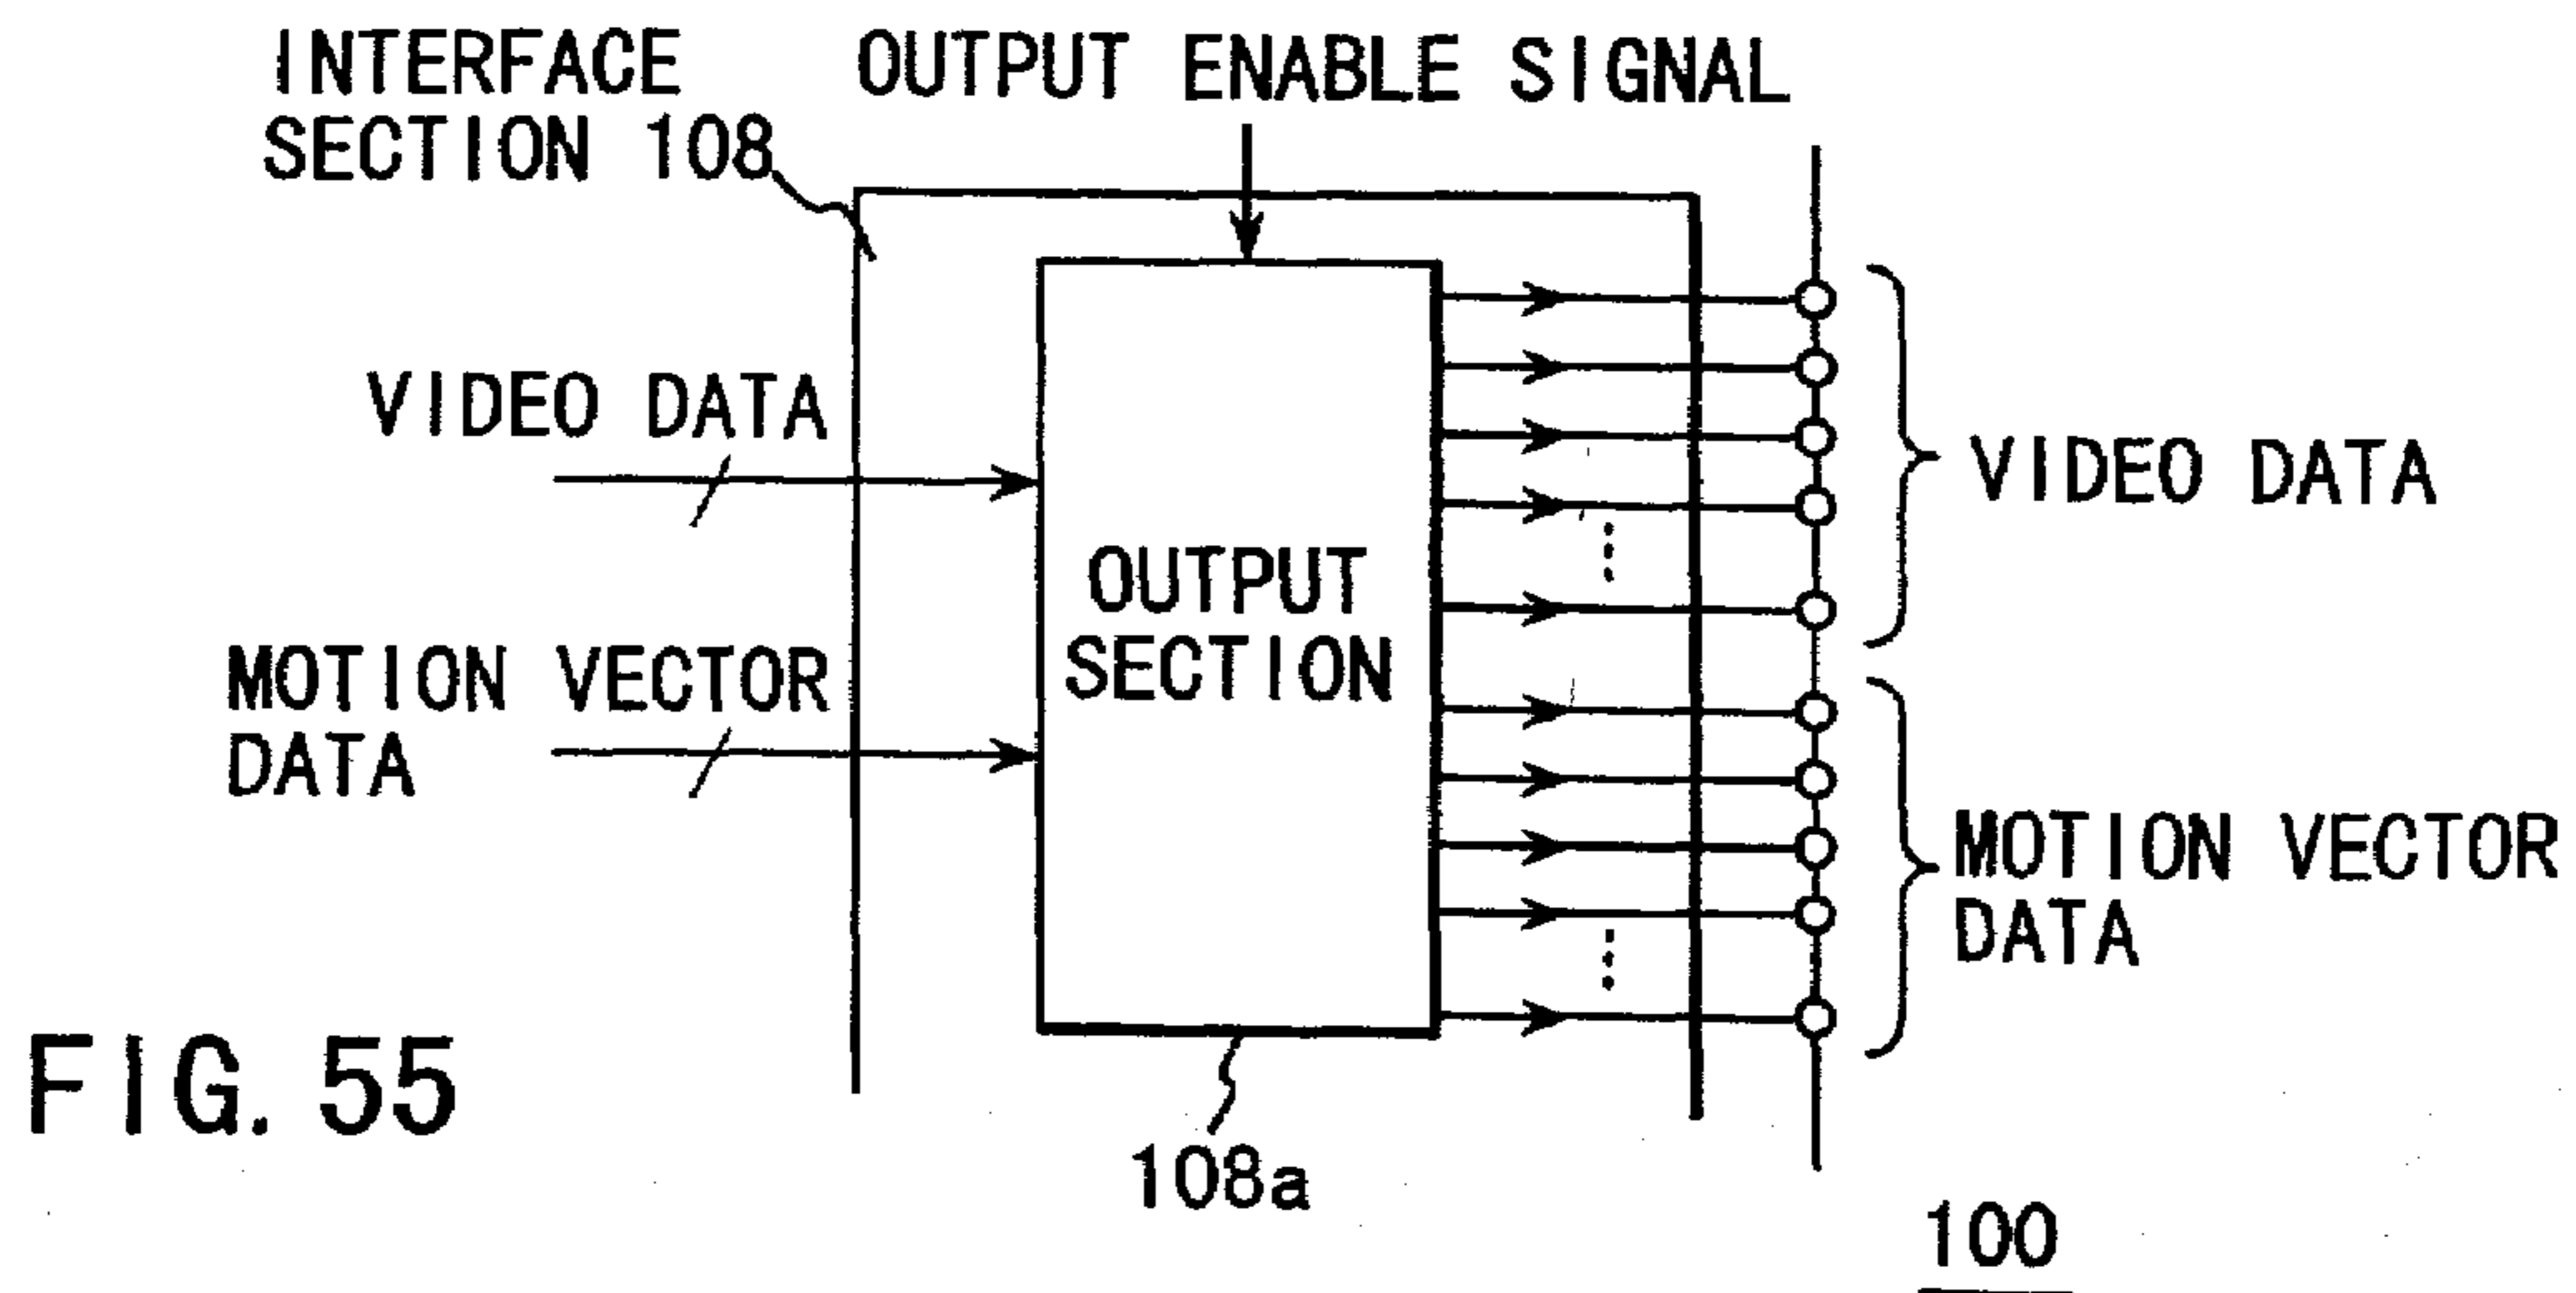 INTERFACE
SECTION 108
OUTPUT ENABLE SIGNAL
VIDEO DATA
MOTION VECTOR
DATA
OUTPUT
SECTION
VIDEO DATA
MOTION VECTOR
DATA
108a
FIG. 55
100